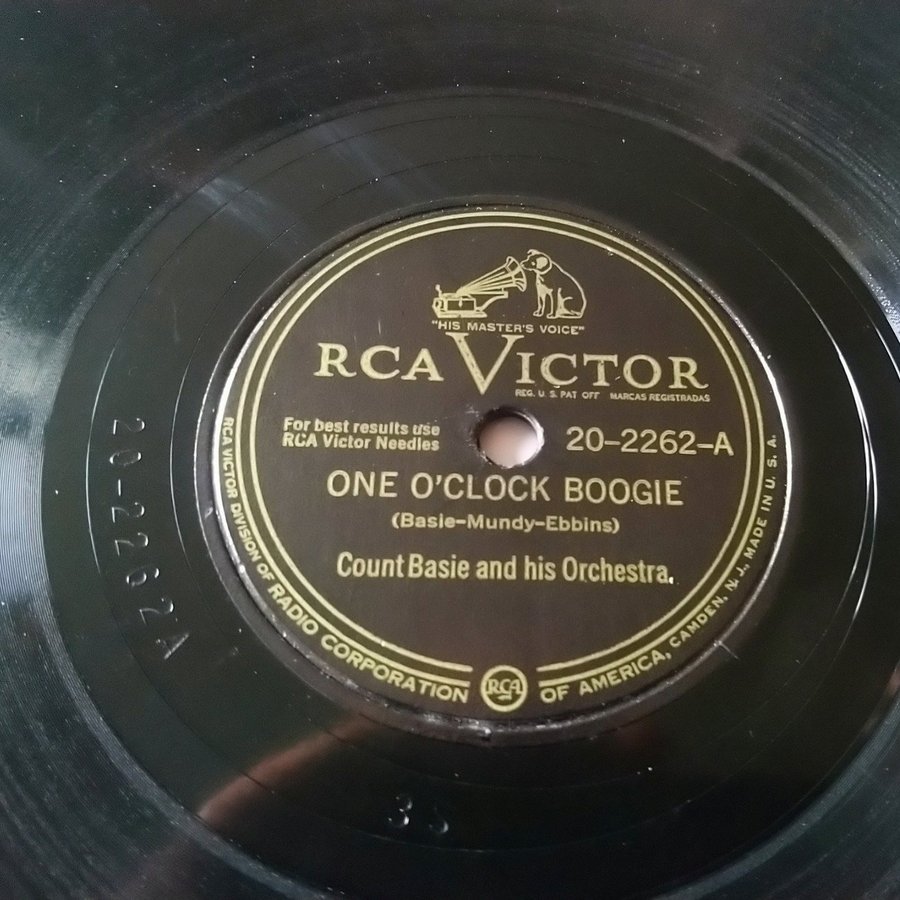 "HIS MASTER'S VOICE"
RCA VICTOR
REG. U. S. PAT OFF MARCAS REGISTRADAS
For best results use
RCA Victor Needles
20-2262-A
ONE O'CLOCK BOOGIE
(Basie-Mundy-Ebbins)
Count Basie and his Orchestra.
RCA VICTOR DIVISION OF RADIO CORPORATION OF AMERICA, CAMDEN, N. J., MADE IN U. S. A.
RCA
20-2262A